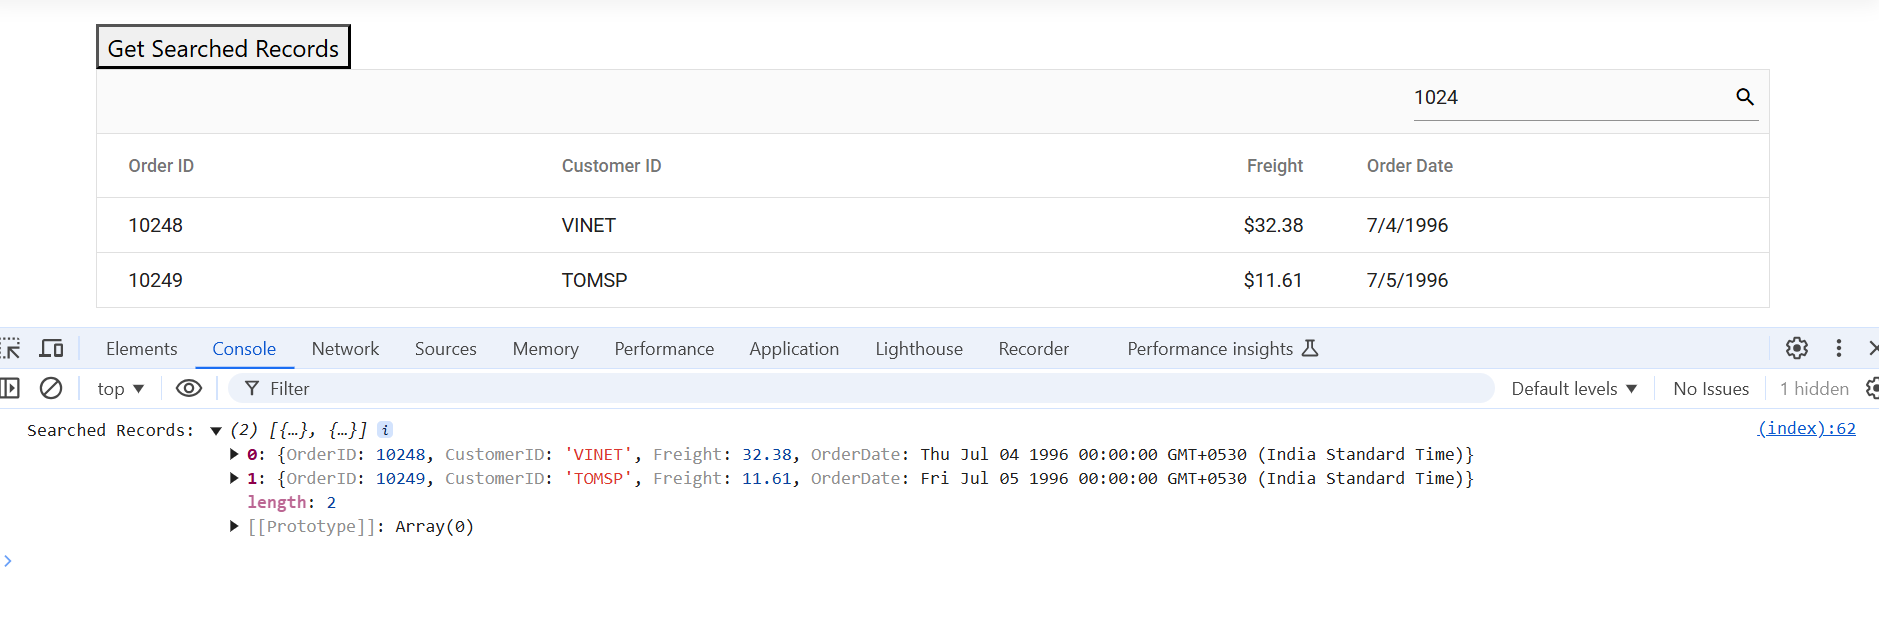 Get Searched Records
1024
Order ID Customer ID Freight Order Date
10248 VINET $32.38 7/4/1996
10249 TOMSP $11.61 7/5/1996
Elements Console Network Sources Memory Performance Application Lighthouse Recorder Performance insights
top ▼ Filter Default levels ▼ No Issues 1 hidden
Searched Records: ▼ (2) [{…}, {…}] i (index):62
▶ 0: {OrderID: 10248, CustomerID: 'VINET', Freight: 32.38, OrderDate: Thu Jul 04 1996 00:00:00 GMT+0530 (India Standard Time)}
▶ 1: {OrderID: 10249, CustomerID: 'TOMSP', Freight: 11.61, OrderDate: Fri Jul 05 1996 00:00:00 GMT+0530 (India Standard Time)}
length: 2
▶ [[Prototype]]: Array(0)